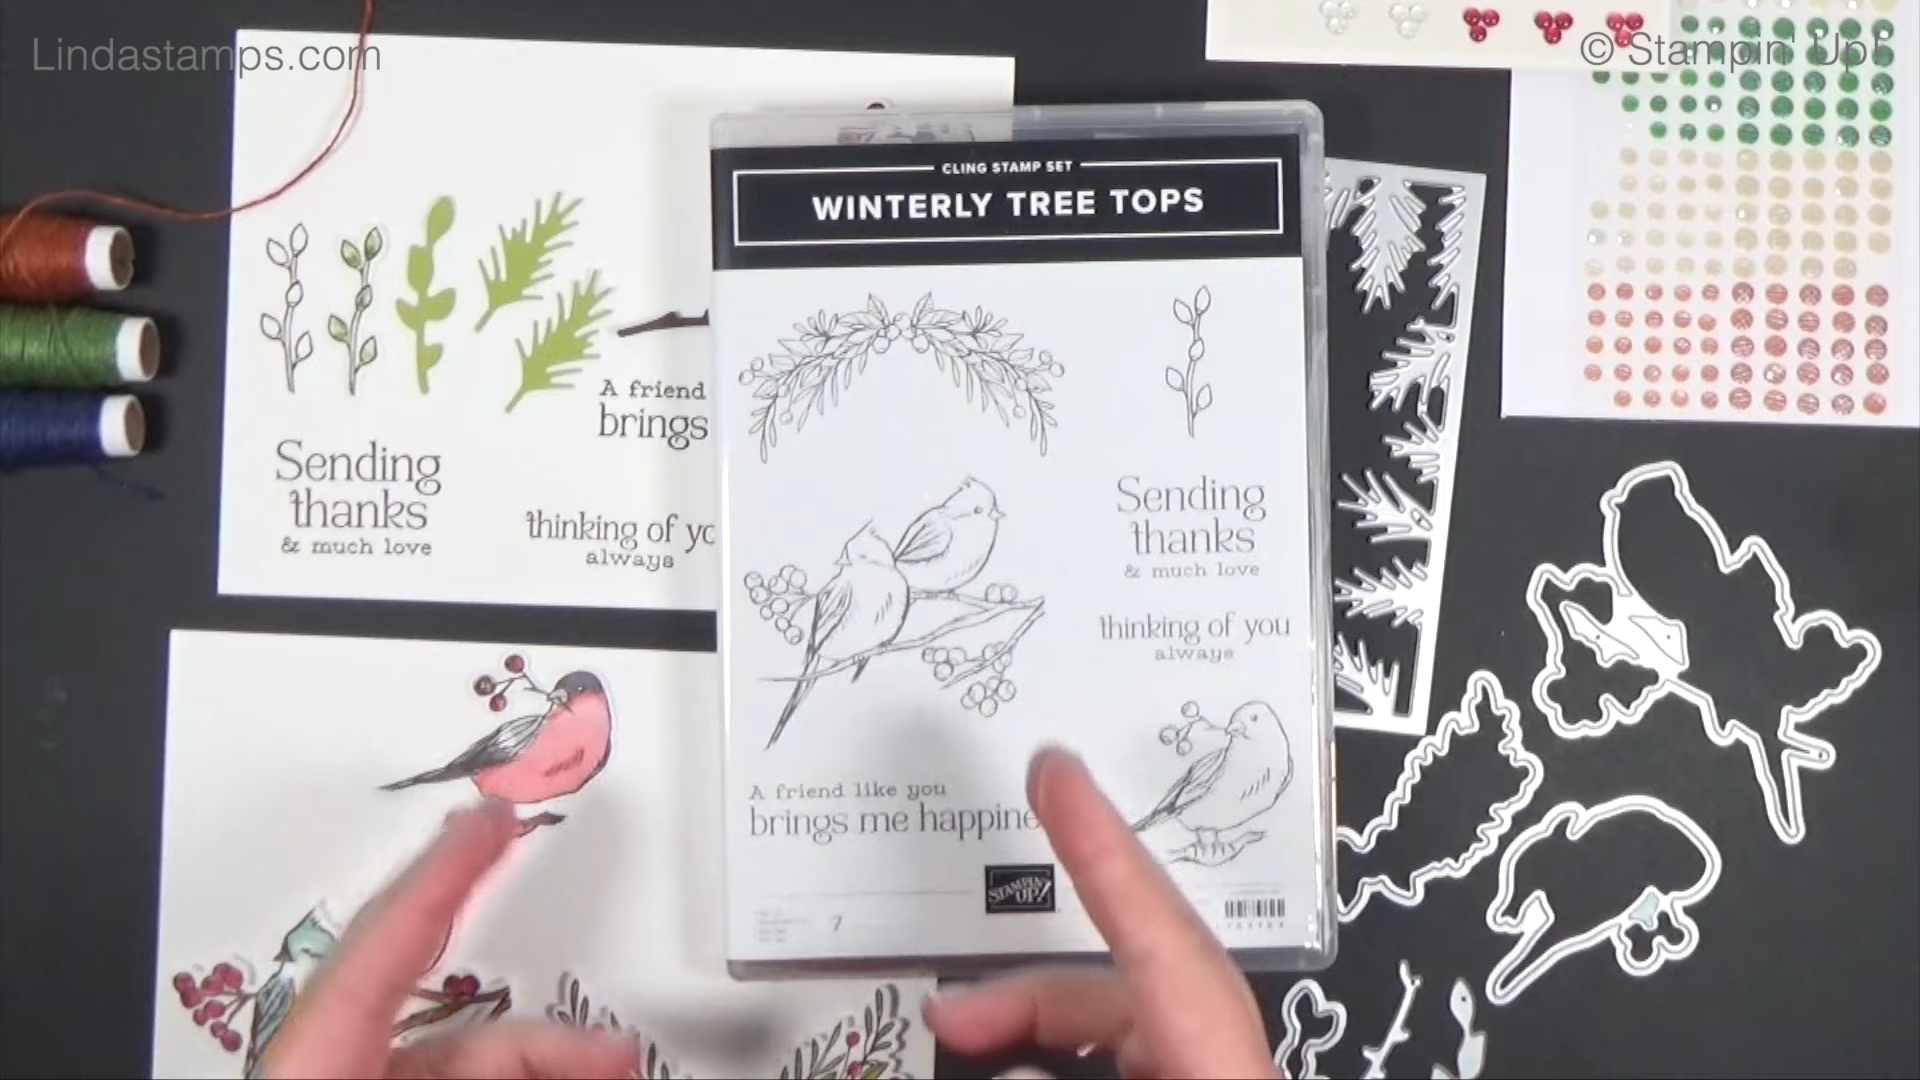 Lindastamps.com
© Stampin' Up!
CLING STAMP SET
WINTERLY TREE TOPS
A friend
brings
Sending
thanks
& much love
thinking of yo
always
Sending
thanks
& much love
thinking of you
always
A friend like you
brings me happine
STAMPIN' UP!
7